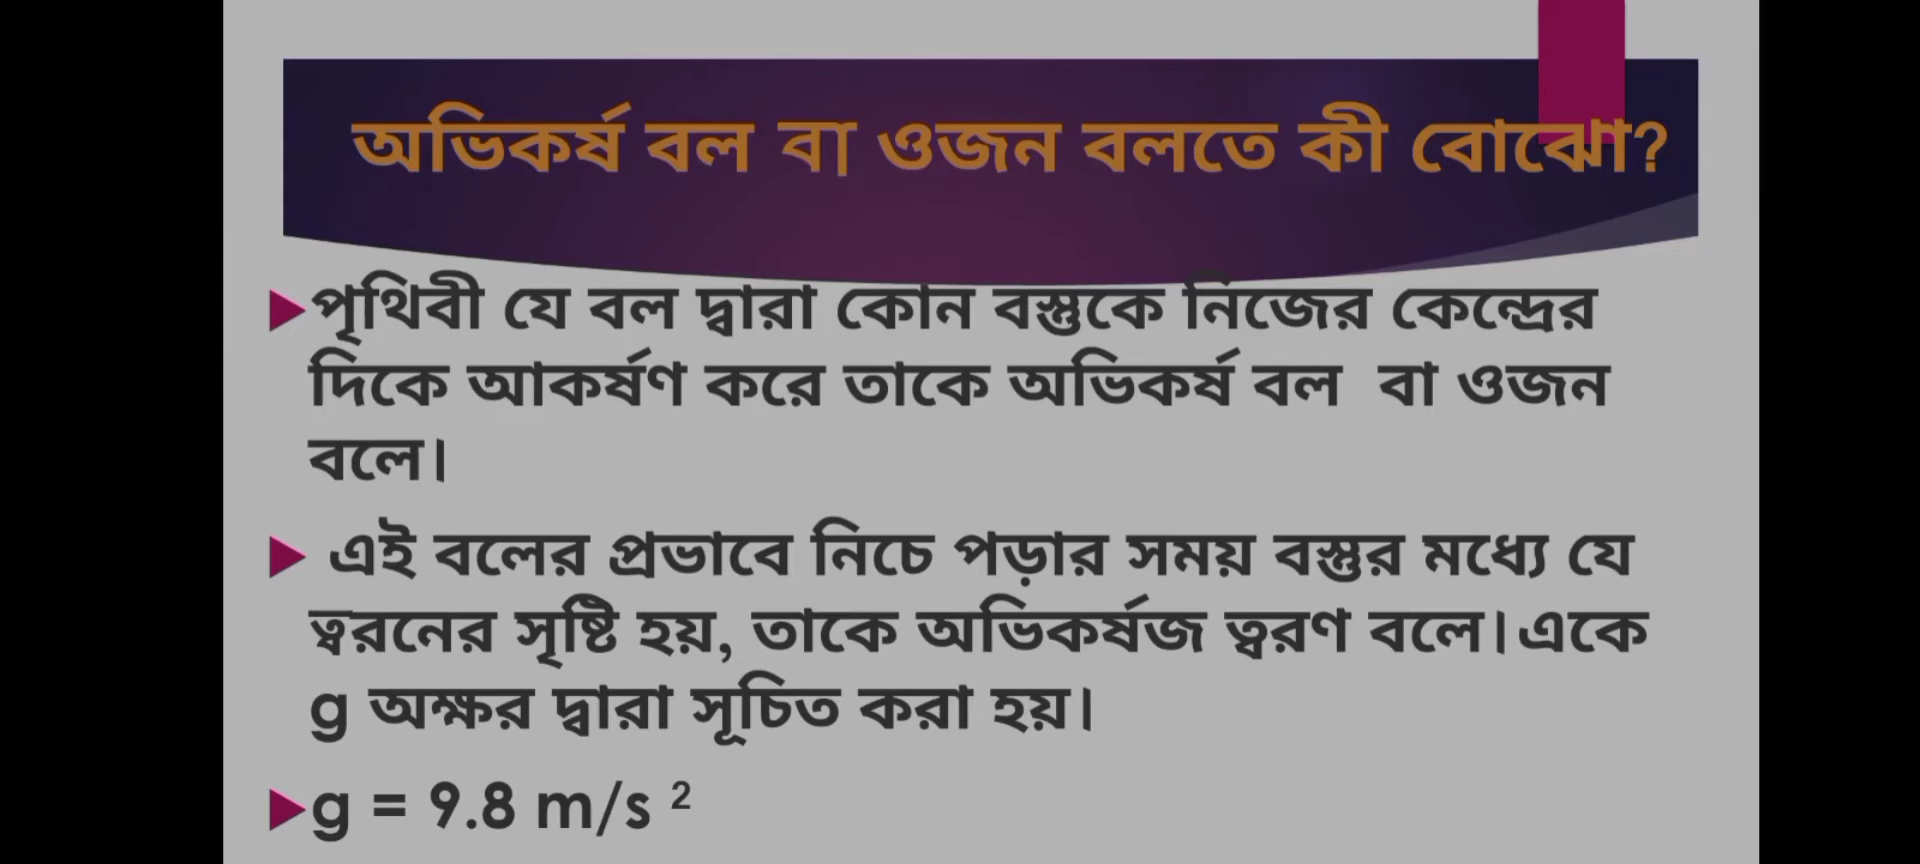 অভিকর্ষ বল বা ওজন বলতে কী বোঝো?
পৃথিবী যে বল দ্বারা কোন বস্তুকে নিজের কেন্দ্রের
দিকে আকর্ষণ করে তাকে অভিকর্ষ বল বা ওজন
বলে।
এই বলের প্রভাবে নিচে পড়ার সময় বস্তুর মধ্যে যে
ত্বরনের সৃষ্টি হয়, তাকে অভিকর্ষজ ত্বরণ বলে।একে
g অক্ষর দ্বারা সূচিত করা হয়।
g = 9.8 m/s ²